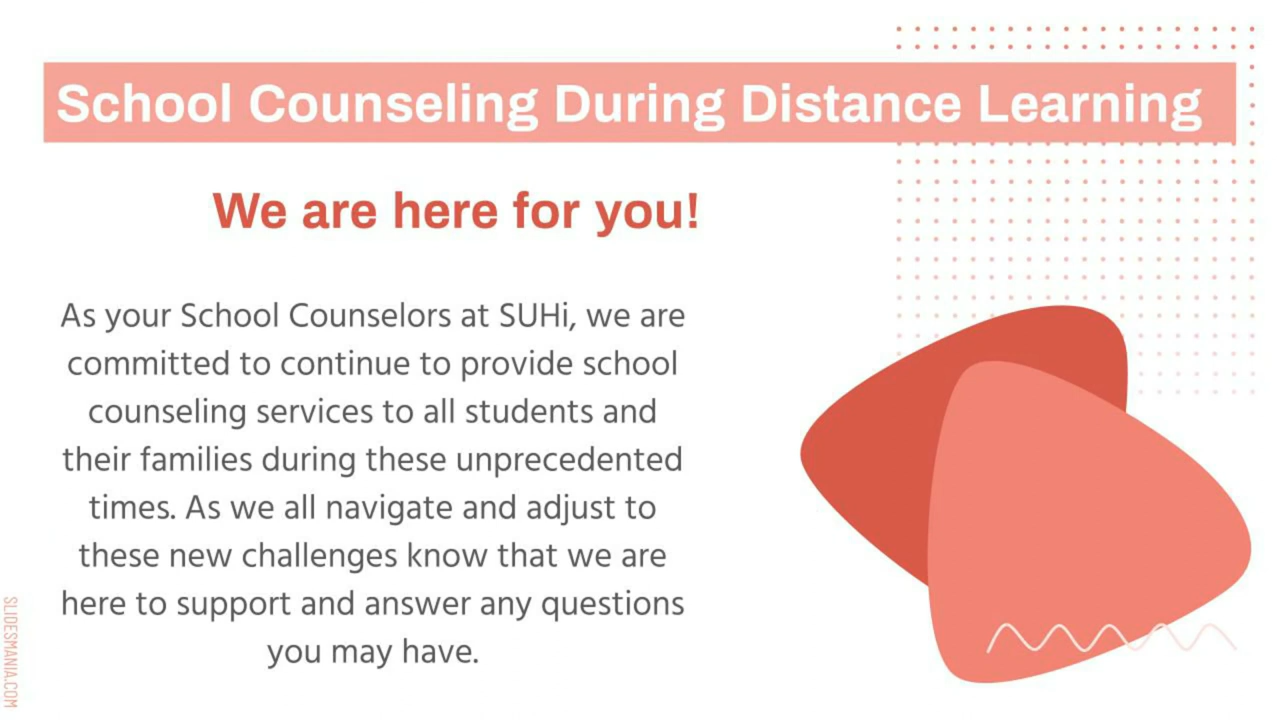 School Counseling During Distance Learning
We are here for you!
As your School Counselors at SUHi, we are
committed to continue to provide school
counseling services to all students and
their families during these unprecedented
times. As we all navigate and adjust to
these new challenges know that we are
here to support and answer any questions
you may have.
SLIDESMANIA.COM